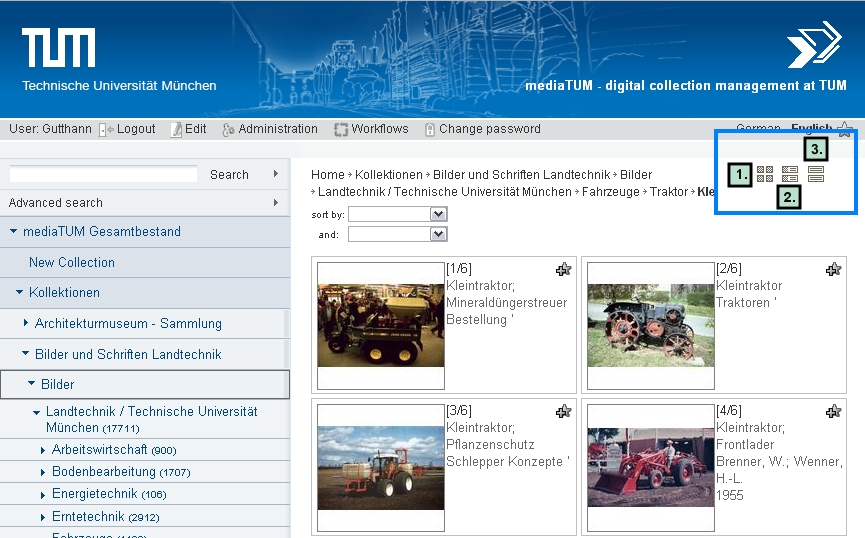 TUM
Technische Universität München
mediaTUM - digital collection management at TUM
User: Gutthann Logout Edit Administration Workflows Change password
German English
3.
1.
2.
Search
Advanced search
mediaTUM Gesamtbestand
New Collection
Kollektionen
Architekturmuseum - Sammlung
Bilder und Schriften Landtechnik
Bilder
Landtechnik / Technische Universität
München (17711)
Arbeitswirtschaft (900)
Bodenbearbeitung (1707)
Energietechnik (106)
Erntetechnik (2912)
Home Kollektionen Bilder und Schriften Landtechnik Bilder
Landtechnik / Technische Universität München Fahrzeuge Traktor
sort by:
and:
[1/6]
Kleintraktor;
Mineraldüngerstreuer
Bestellung '
[2/6]
Kleintraktor
Traktoren '
[3/6]
Kleintraktor;
Pflanzenschutz
Schlepper Konzepte '
[4/6]
Kleintraktor;
Frontlader
Brenner, W.; Wenner,
H.-L.
1955